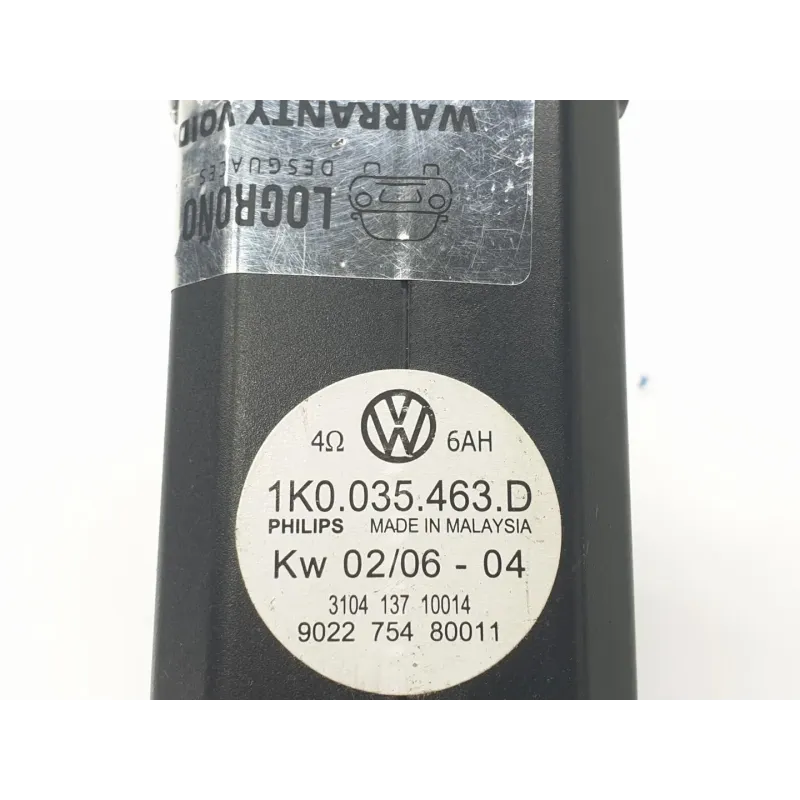 WARRANTY VOID
DESGUACES
LOGROÑO
4Ω VW 6AH
1K0.035.463.D
PHILIPS MADE IN MALAYSIA
Kw 02/06 - 04
3104 137 10014
9022 754 80011